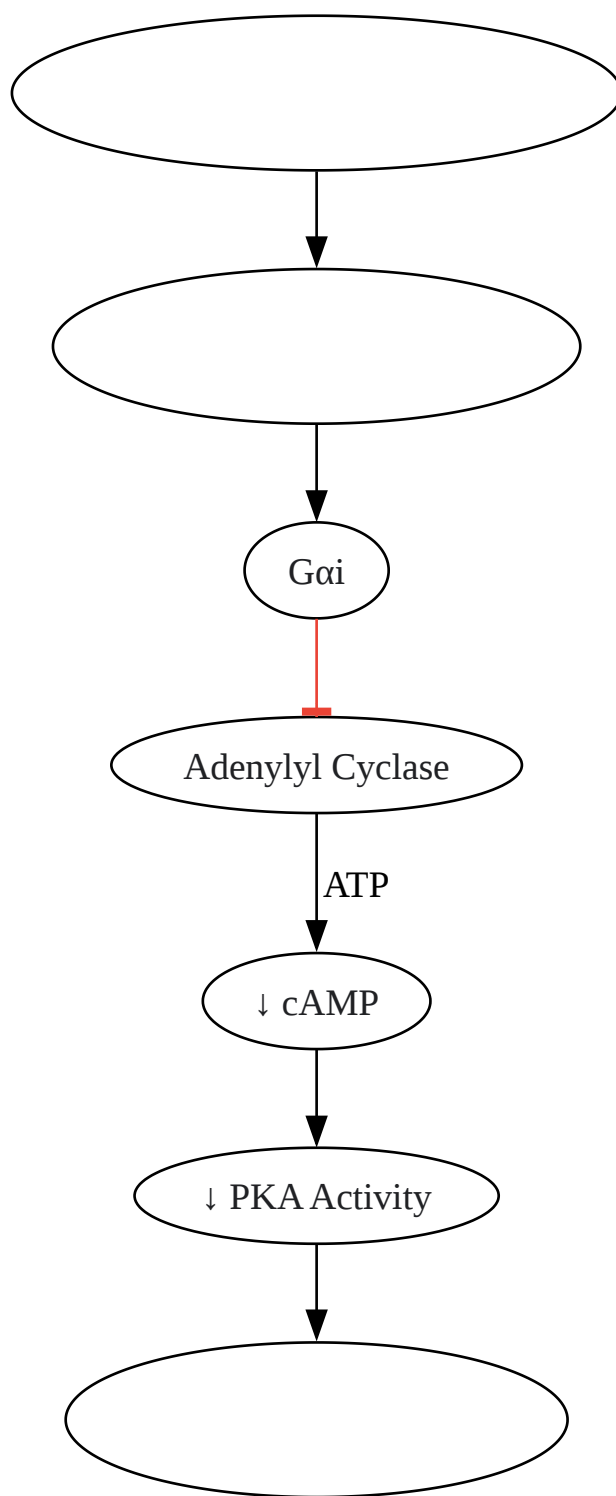 Gαi
Adenylyl Cyclase
ATP
↓ cAMP
↓ PKA Activity